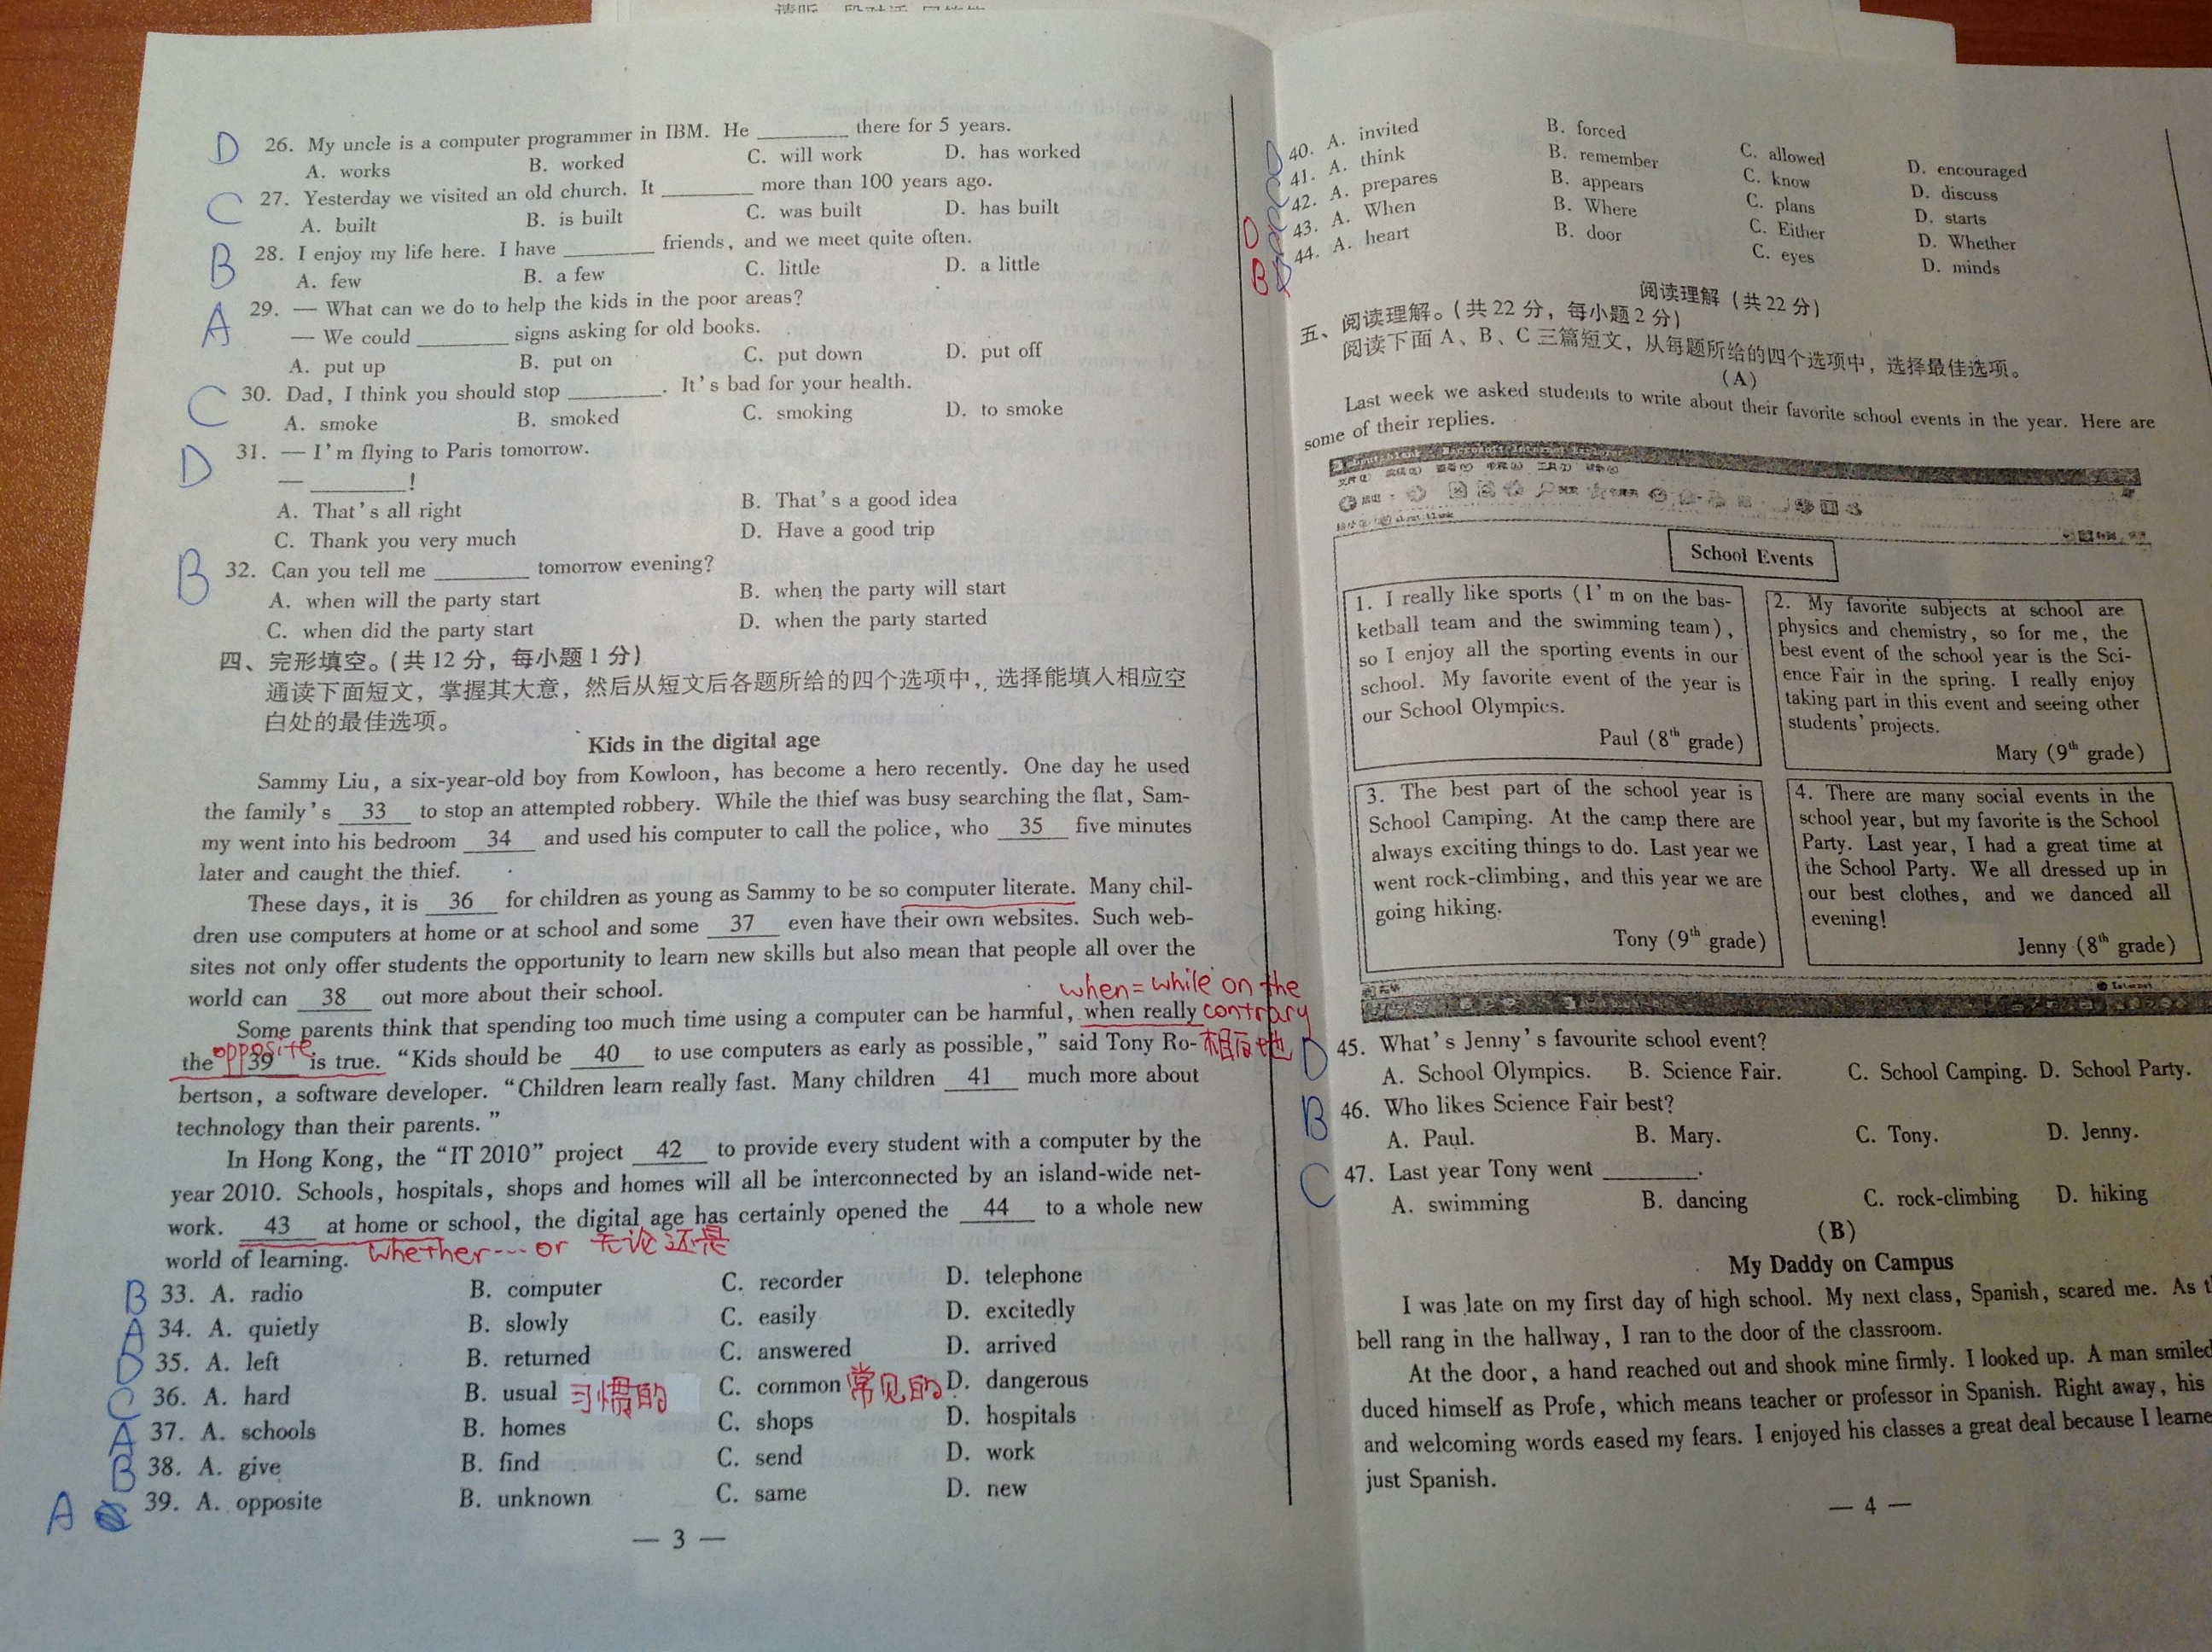 D 26. My uncle is a computer programmer in IBM. He ________ there for 5 years.
A. works B. worked C. will work D. has worked
C 27. Yesterday we visited an old church. It ________ more than 100 years ago.
A. built B. is built C. was built D. has built
B 28. I enjoy my life here. I have ________ friends, and we meet quite often.
A. few B. a few C. little D. a little
A 29. — What can we do to help the kids in the poor areas?
— We could ________ signs asking for old books.
A. put up B. put on C. put down D. put off
C 30. Dad, I think you should stop ________. It's bad for your health.
A. smoke B. smoked C. smoking D. to smoke
D 31. — I'm flying to Paris tomorrow.
— ________!
A. That's all right B. That's a good idea
C. Thank you very much D. Have a good trip
B 32. Can you tell me ________ tomorrow evening?
A. when will the party start B. when the party will start
C. when did the party start D. when the party started
四、完形填空。(共 12 分，每小题 1 分)
通读下面短文，掌握其大意，然后从短文后各题所给的四个选项中，选择能填入相应空
白处的最佳选项。
Kids in the digital age
Sammy Liu, a six-year-old boy from Kowloon, has become a hero recently. One day he used
the family's 33 to stop an attempted robbery. While the thief was busy searching the flat, Sam-
my went into his bedroom 34 and used his computer to call the police, who 35 five minutes
later and caught the thief.
These days, it is 36 for children as young as Sammy to be so computer literate. Many chil-
dren use computers at home or at school and some 37 even have their own websites. Such web-
sites not only offer students the opportunity to learn new skills but also mean that people all over the
world can 38 out more about their school.
when = while on the
Some parents think that spending too much time using a computer can be harmful, when really contrary
opposite
the 39 is true. "Kids should be 40 to use computers as early as possible," said Tony Ro- 相反地
bertson, a software developer. "Children learn really fast. Many children 41 much more about
technology than their parents."
In Hong Kong, the "IT 2010" project 42 to provide every student with a computer by the
year 2010. Schools, hospitals, shops and homes will all be interconnected by an island-wide net-
work. 43 at home or school, the digital age has certainly opened the 44 to a whole new
world of learning. whether --- or 无论还是
B 33. A. radio B. computer C. recorder D. telephone
A 34. A. quietly B. slowly C. easily D. excitedly
D 35. A. left B. returned C. answered D. arrived
C 36. A. hard B. usual 习惯的 C. common 常见的 D. dangerous
A 37. A. schools B. homes C. shops D. hospitals
B 38. A. give B. find C. send D. work
A 39. A. opposite B. unknown C. same D. new
— 3 —
40. A. invited B. forced C. allowed D. encouraged
41. A. think B. remember C. know D. discuss
42. A. prepares B. appears C. plans D. starts
D 43. A. When B. Where C. Either D. Whether
B 44. A. heart B. door C. eyes D. minds
阅读理解 (共 22 分)
五、阅读理解。(共 22 分，每小题 2 分)
阅读下面 A、B、C 三篇短文，从每题所给的四个选项中，选择最佳选项。
(A)
Last week we asked students to write about their favorite school events in the year. Here are
some of their replies.
School Events
1. I really like sports (I'm on the bas-
ketball team and the swimming team),
so I enjoy all the sporting events in our
school. My favorite event of the year is
our School Olympics.
Paul (8th grade)
2. My favorite subjects at school are
physics and chemistry, so for me, the
best event of the school year is the Sci-
ence Fair in the spring. I really enjoy
taking part in this event and seeing other
students' projects.
Mary (9th grade)
3. The best part of the school year is
School Camping. At the camp there are
always exciting things to do. Last year we
went rock-climbing, and this year we are
going hiking.
Tony (9th grade)
4. There are many social events in the
school year, but my favorite is the School
Party. Last year, I had a great time at
the School Party. We all dressed up in
our best clothes, and we danced all
evening!
Jenny (8th grade)
Internet
D 45. What's Jenny's favourite school event?
A. School Olympics. B. Science Fair. C. School Camping. D. School Party.
B 46. Who likes Science Fair best?
A. Paul. B. Mary. C. Tony. D. Jenny.
C 47. Last year Tony went ________.
A. swimming B. dancing C. rock-climbing D. hiking
(B)
My Daddy on Campus
I was late on my first day of high school. My next class, Spanish, scared me. As
bell rang in the hallway, I ran to the door of the classroom.
At the door, a hand reached out and shook mine firmly. I looked up. A man smiled
duced himself as Profe, which means teacher or professor in Spanish. Right away, his
and welcoming words eased my fears. I enjoyed his classes a great deal because I learne
just Spanish.
— 4 —